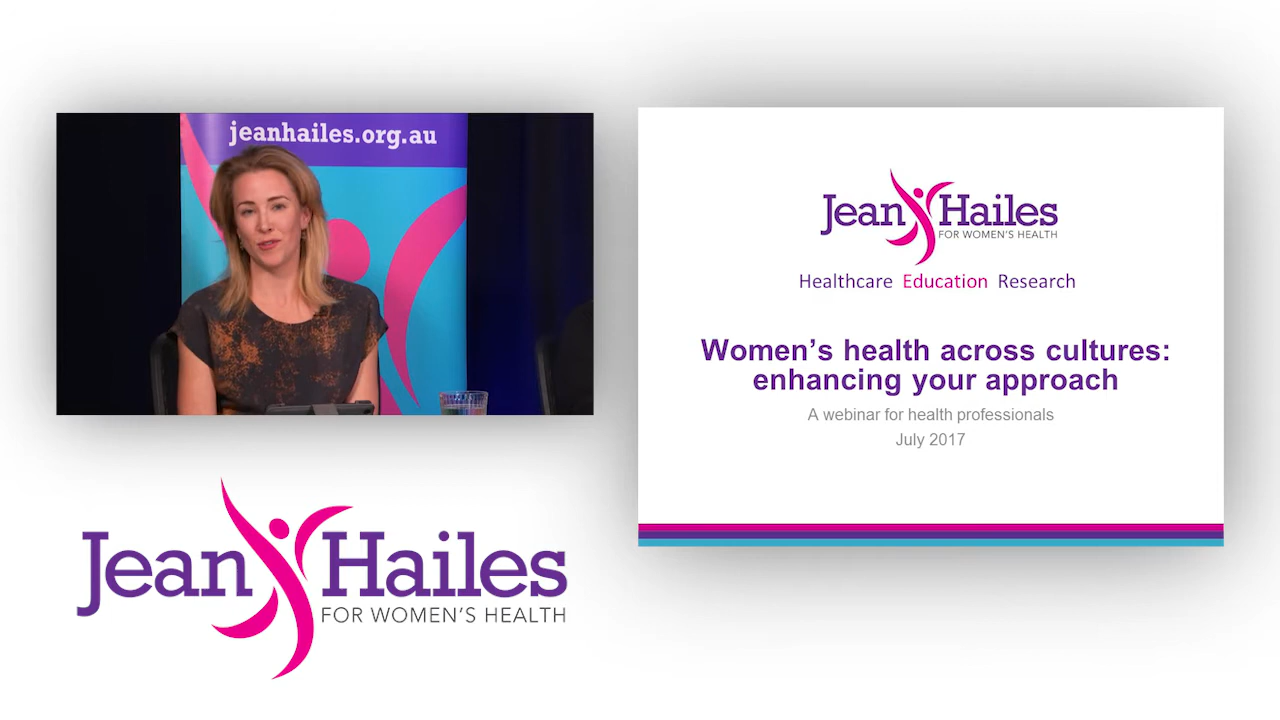 jeanhailes.org.au
Jean Hailes
FOR WOMEN'S HEALTH
Jean Hailes
FOR WOMEN'S HEALTH
Healthcare Education Research
Women's health across cultures:
enhancing your approach
A webinar for health professionals
July 2017